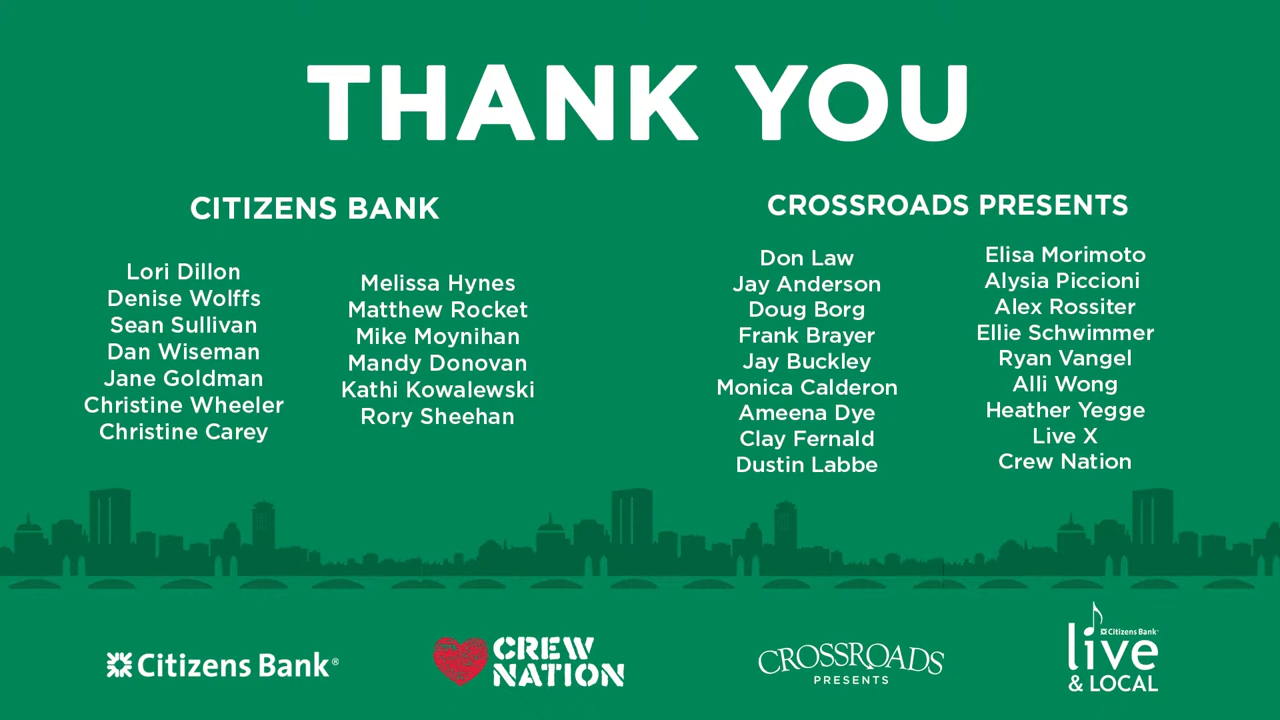 THANK YOU
CITIZENS BANK
Lori Dillon
Denise Wolffs
Sean Sullivan
Dan Wiseman
Jane Goldman
Christine Wheeler
Christine Carey
Melissa Hynes
Matthew Rocket
Mike Moynihan
Mandy Donovan
Kathi Kowalewski
Rory Sheehan
CROSSROADS PRESENTS
Don Law
Jay Anderson
Doug Borg
Frank Brayer
Jay Buckley
Monica Calderon
Ameena Dye
Clay Fernald
Dustin Labbe
Elisa Morimoto
Alysia Piccioni
Alex Rossiter
Ellie Schwimmer
Ryan Vangel
Alli Wong
Heather Yegge
Live X
Crew Nation
Citizens Bank®
CREW
NATION
CROSSROADS
PRESENTS
Citizens Bank
live
& LOCAL